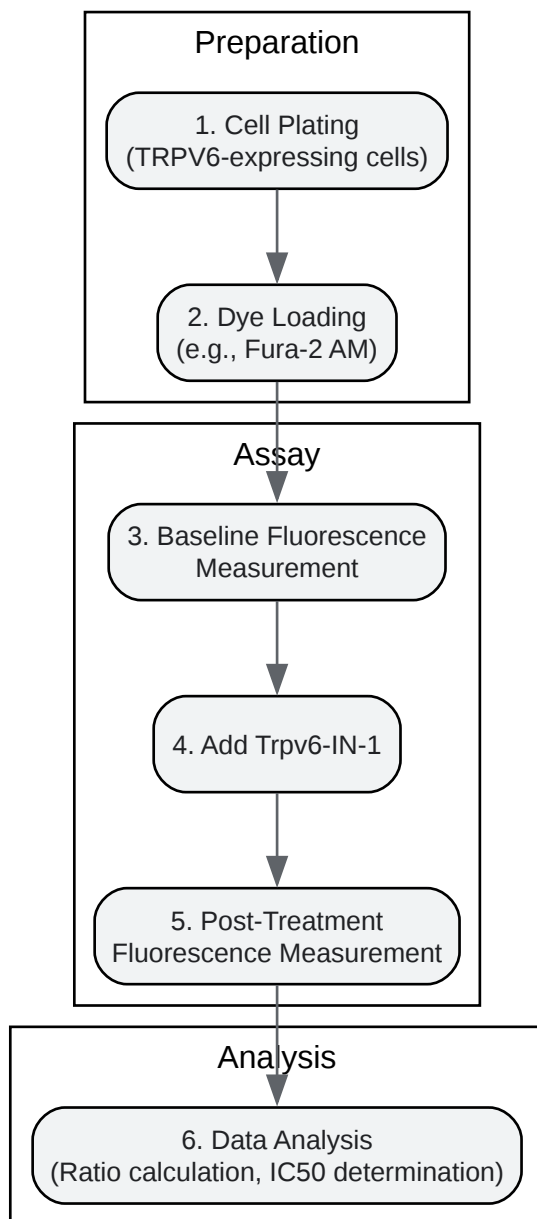 Preparation
1. Cell Plating
(TRPV6-expressing cells)
2. Dye Loading
(e.g., Fura-2 AM)
Assay
3. Baseline Fluorescence
Measurement
4. Add Trpv6-IN-1
5. Post-Treatment
Fluorescence Measurement
Analysis
6. Data Analysis
(Ratio calculation, IC50 determination)